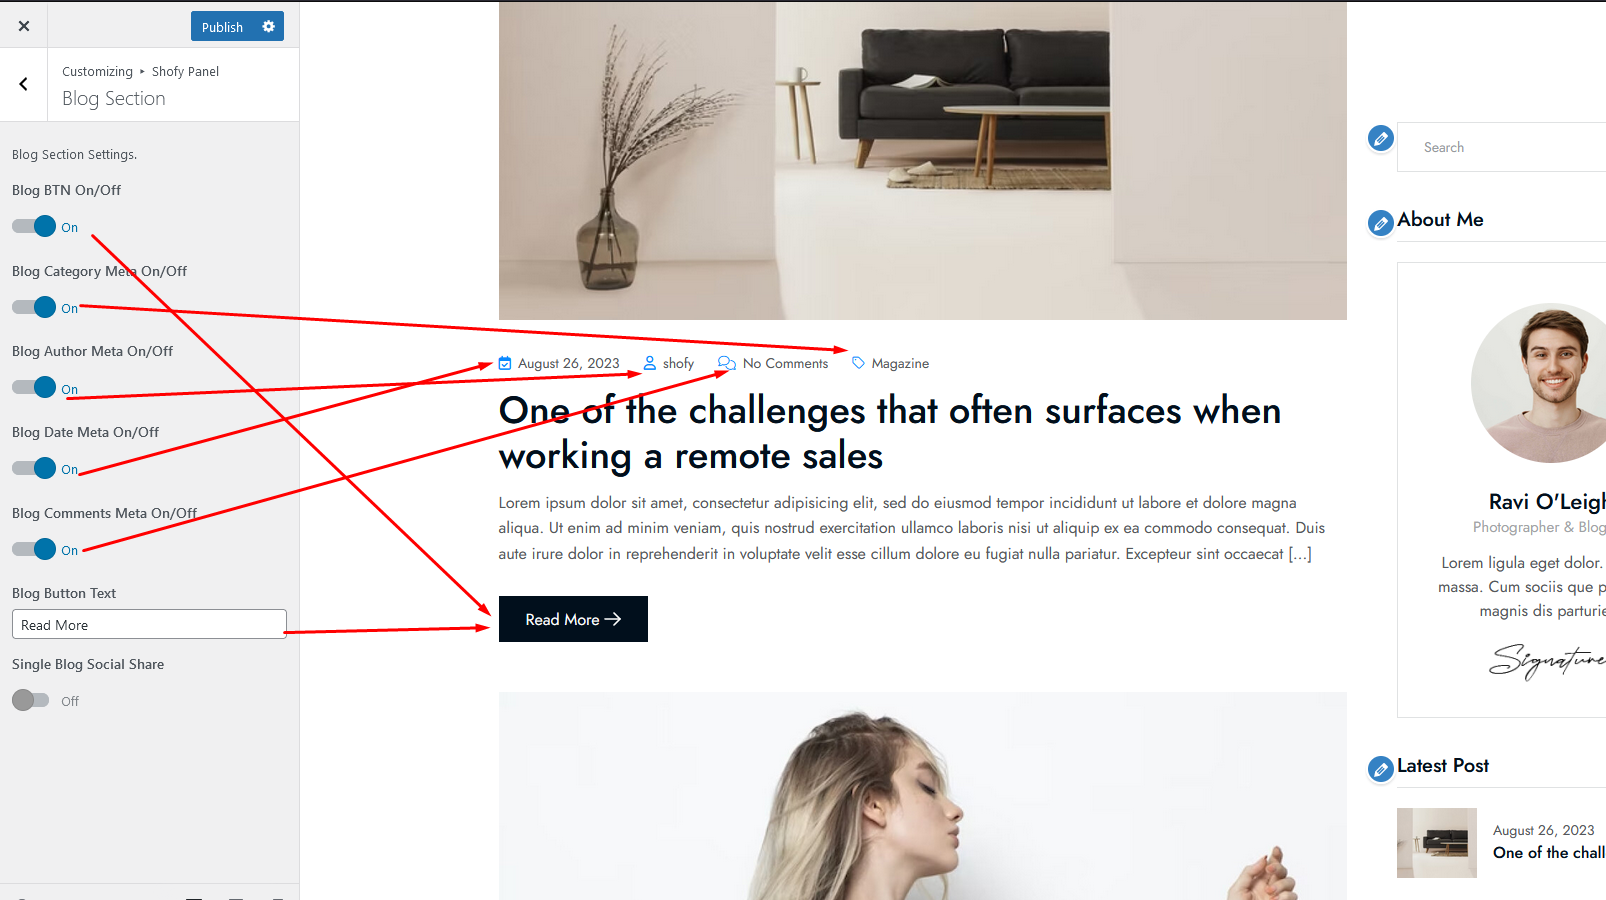 Publish
Customizing ▸ Shofy Panel
Blog Section
Blog Section Settings.
Blog BTN On/Off
On
Blog Category Meta On/Off
On
Blog Author Meta On/Off
On
Blog Date Meta On/Off
On
Blog Comments Meta On/Off
On
Blog Button Text
Read More
Single Blog Social Share
Off
August 26, 2023 shofy No Comments Magazine
One of the challenges that often surfaces when
working a remote sales
Lorem ipsum dolor sit amet, consectetur adipisicing elit, sed do eiusmod tempor incididunt ut labore et dolore magna
aliqua. Ut enim ad minim veniam, quis nostrud exercitation ullamco laboris nisi ut aliquip ex ea commodo consequat. Duis
aute irure dolor in reprehenderit in voluptate velit esse cillum dolore eu fugiat nulla pariatur. Excepteur sint occaecat [...]
Read More
Search
About Me
Ravi O'Leigh
Photographer & Blog
Lorem ligula eget dolor.
massa. Cum sociis que p
magnis dis parturie
Signature
Latest Post
August 26, 2023
One of the chall